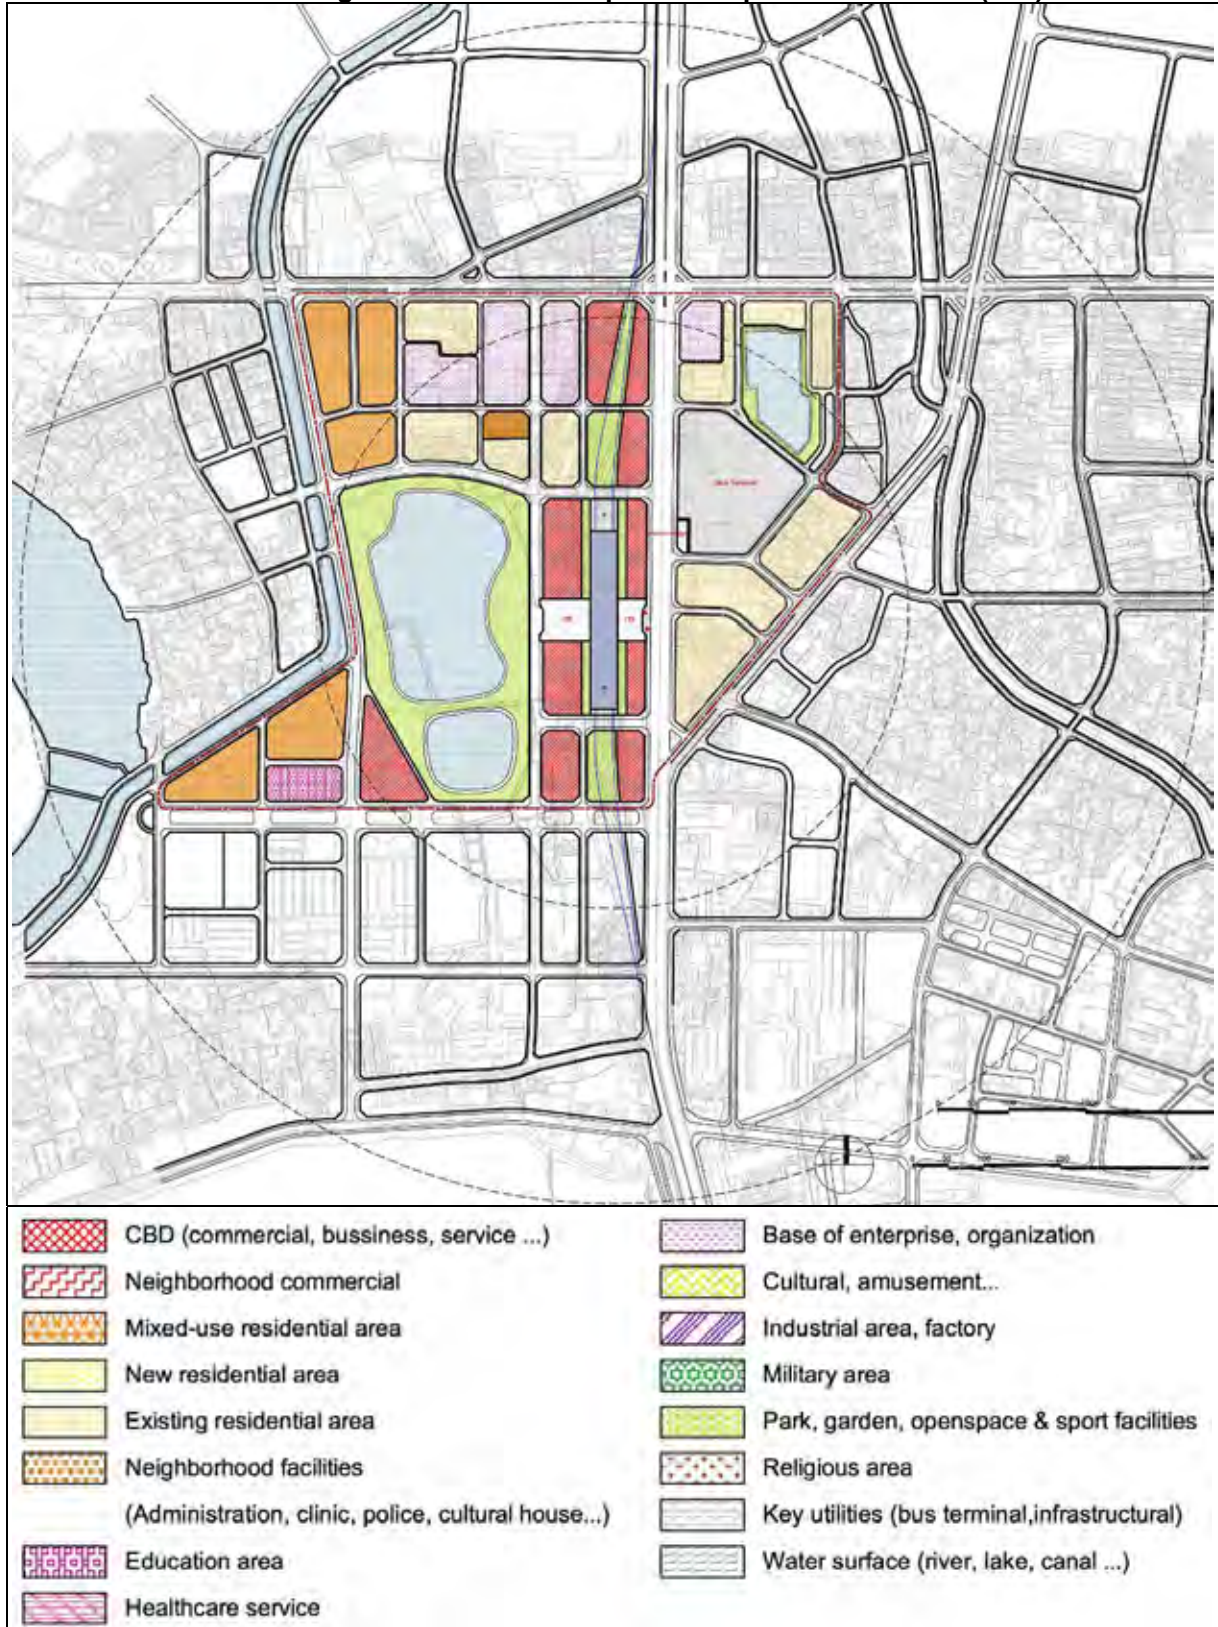 CBD (commercial, bussiness, service ...)
Neighborhood commercial
Mixed-use residential area
New residential area
Existing residential area
Neighborhood facilities
(Administration, clinic, police, cultural house...)
Education area
Healthcare service
Base of enterprise, organization
Cultural, amusement...
Industrial area, factory
Military area
Park, garden, openspace & sport facilities
Religious area
Key utilities (bus terminal,infrastructural)
Water surface (river, lake, canal ...)